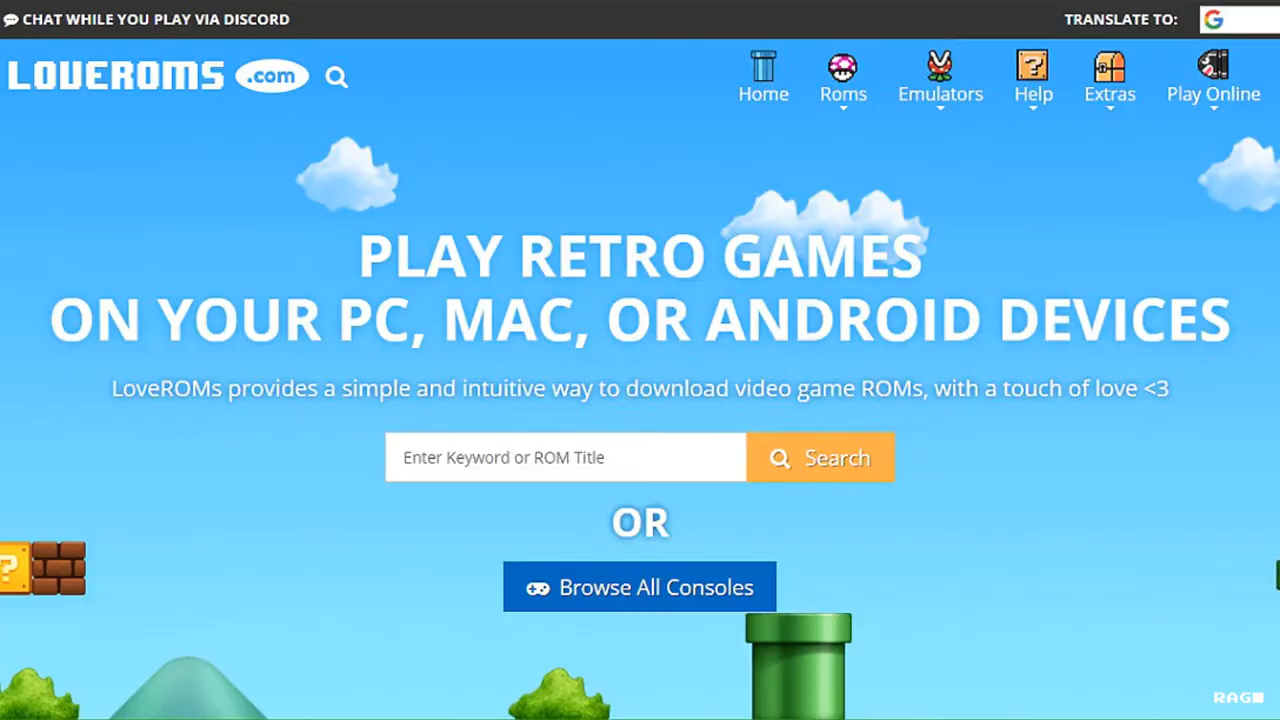 CHAT WHILE YOU PLAY VIA DISCORD
TRANSLATE TO:
LOVEROMS .com
Home
Roms
Emulators
Help
Extras
Play Online
PLAY RETRO GAMES
ON YOUR PC, MAC, OR ANDROID DEVICES
LoveROMs provides a simple and intuitive way to download video game ROMs, with a touch of love <3
Enter Keyword or ROM Title
Search
OR
Browse All Consoles
RAG